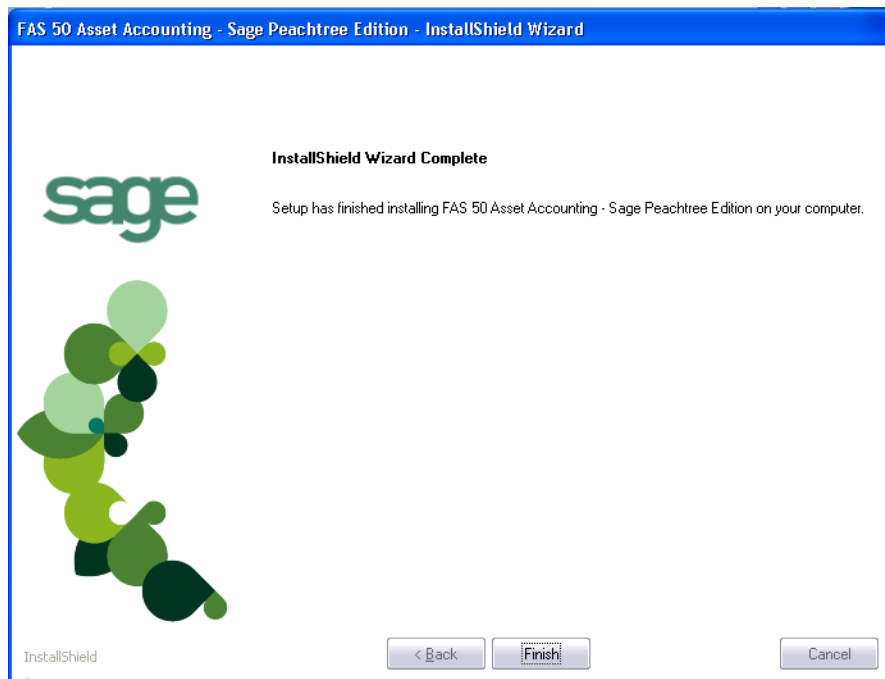 FAS 50 Asset Accounting - Sage Peachtree Edition - InstallShield Wizard
InstallShield Wizard Complete
sage
Setup has finished installing FAS 50 Asset Accounting - Sage Peachtree Edition on your computer.
InstallShield
< Back
Finish
Cancel